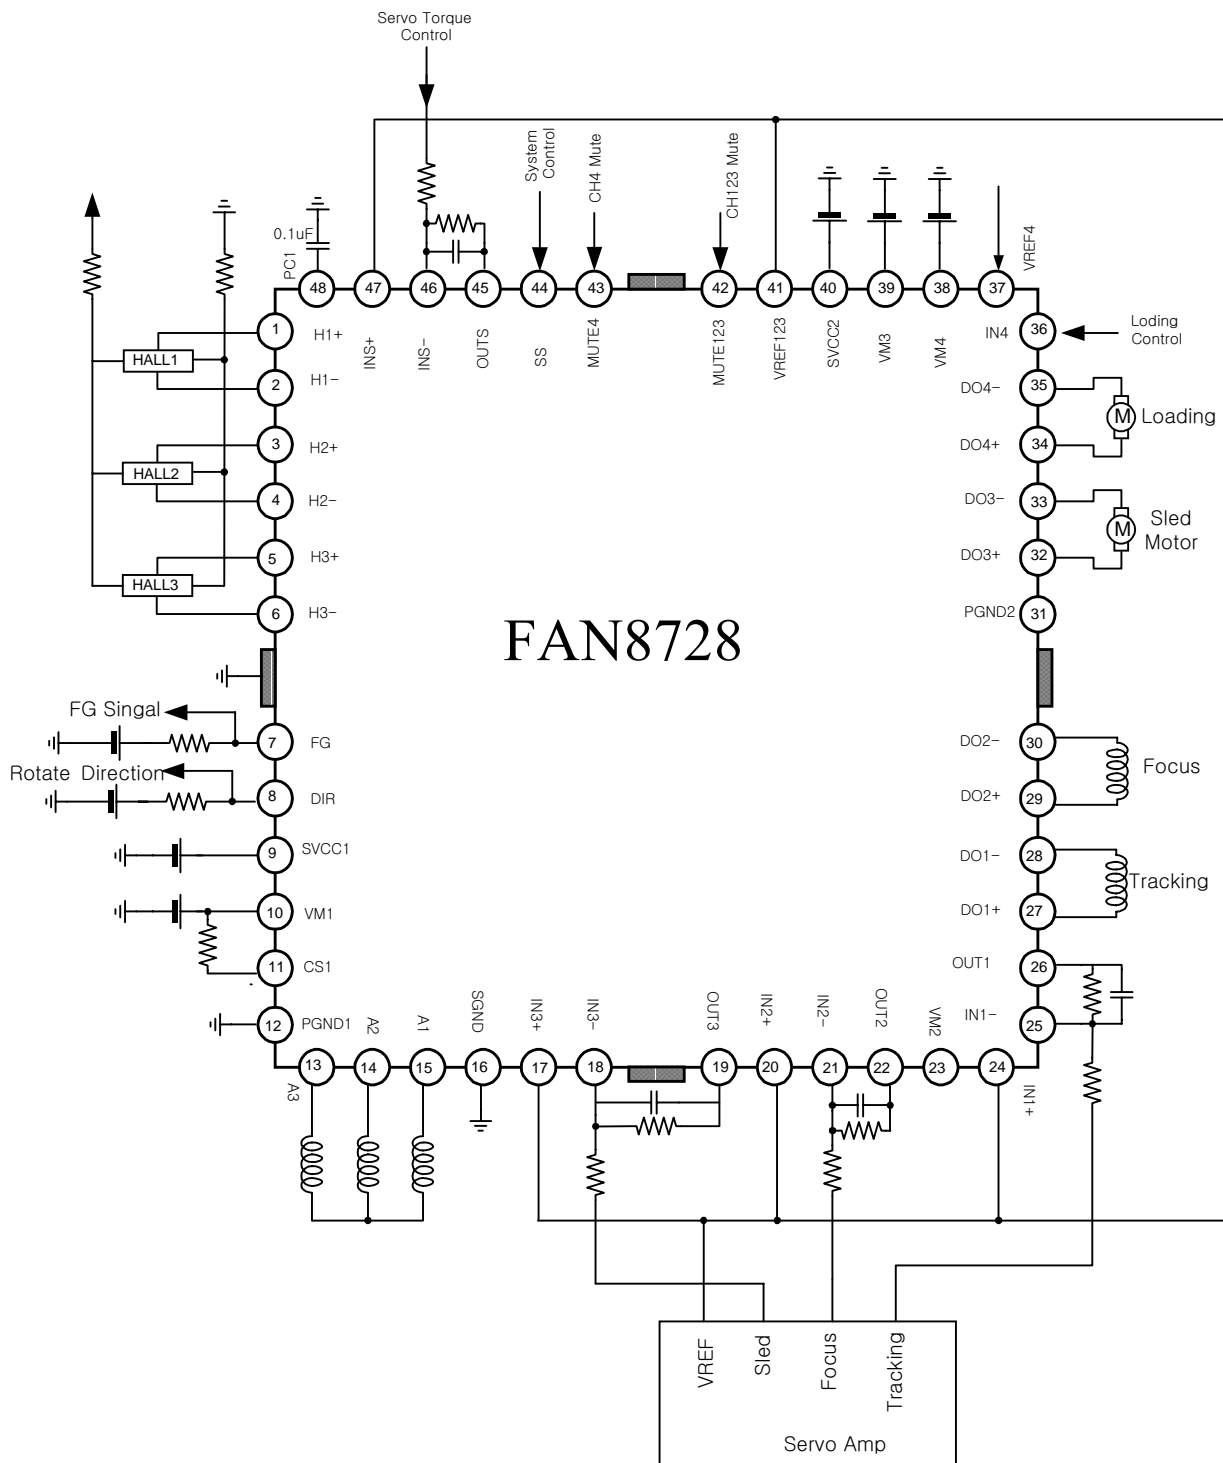 Servo Torque
Control
System
Control
CH4 Mute
CH123 Mute
0.1uF
PC1
VREF4
48
47
46
45
44
43
42
41
40
39
38
37
INS+
INS-
OUTS
SS
MUTE4
MUTE123
VREF123
SVCC2
VM3
VM4
1
H1+
HALL1
2
H1-
3
H2+
HALL2
4
H2-
5
H3+
HALL3
6
H3-
IN4
36
Loding
Control
DO4-
35
M Loading
DO4+
34
DO3-
33
M
Sled
Motor
DO3+
32
PGND2
31
FAN8728
FG Singal
7
FG
Rotate Direction
8
DIR
9
SVCC1
10
VM1
11
CS1
12
PGND1
DO2-
30
Focus
DO2+
29
DO1-
28
Tracking
DO1+
27
OUT1
26
IN1-
25
A2
A1
SGND
IN3+
IN3-
OUT3
IN2+
IN2-
OUT2
VM2
13
14
15
16
17
18
19
20
21
22
23
24
A3
IN1+
VREF
Sled
Focus
Tracking
Servo Amp